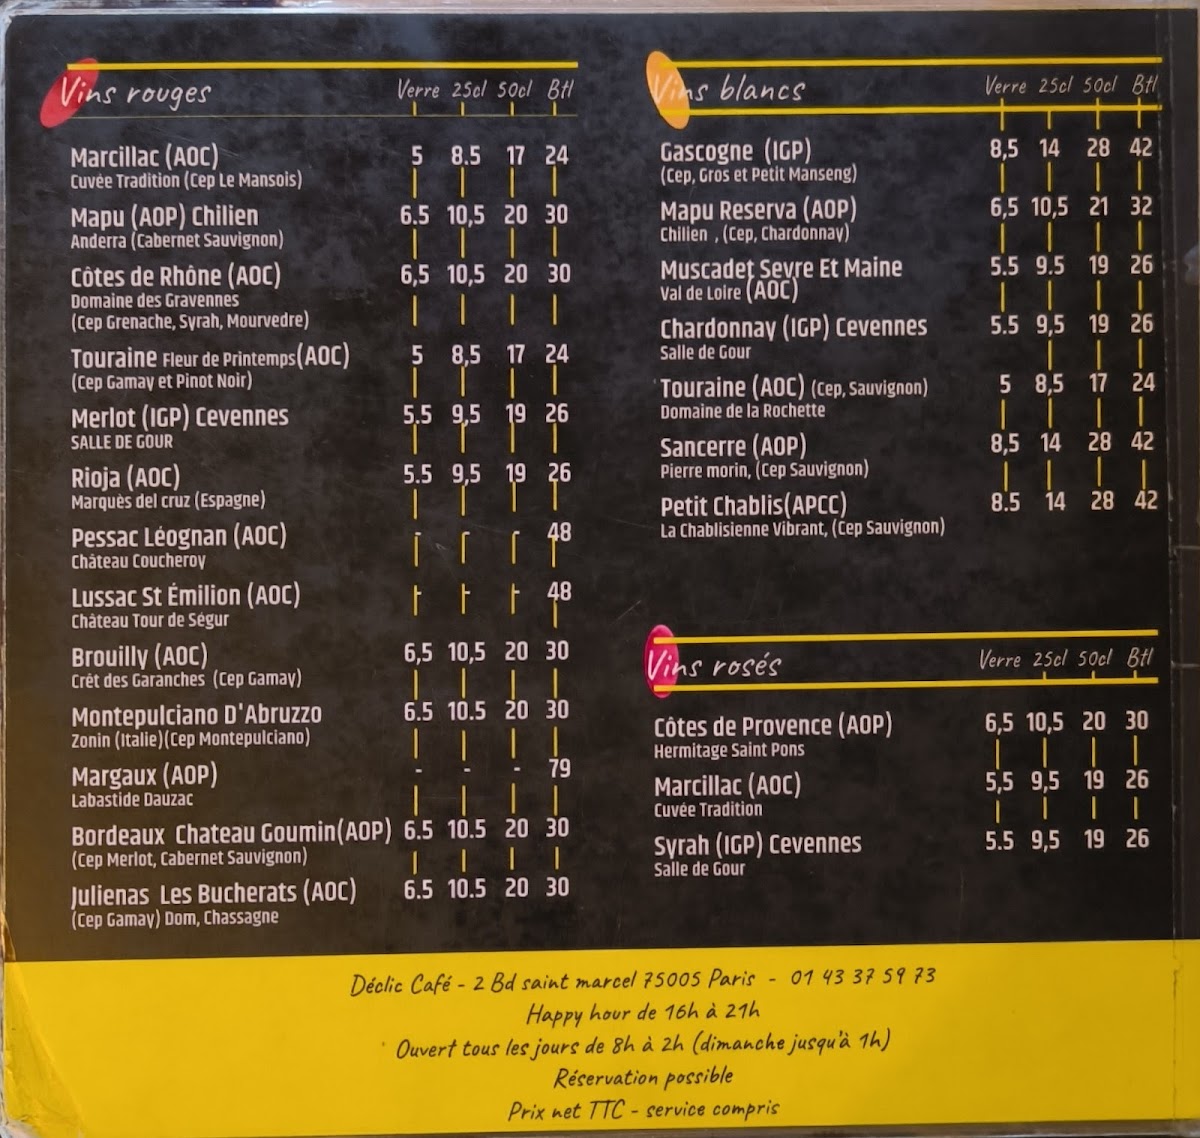 Vins rouges Verre 25cl 50cl Btl
Marcillac (AOC) 5 8.5 17 24
Cuvée Tradition (Cep Le Mansois)
Mapu (AOP) Chilien 6.5 10,5 20 30
Anderra (Cabernet Sauvignon)
Côtes de Rhône (AOC) 6,5 10,5 20 30
Domaine des Gravennes
(Cep Grenache, Syrah, Mourvedre)
Touraine Fleur de Printemps(AOC) 5 8,5 17 24
(Cep Gamay et Pinot Noir)
Merlot (IGP) Cevennes 5.5 9,5 19 26
SALLE DE GOUR
Rioja (AOC) 5.5 9,5 19 26
Marquès del cruz (Espagne)
Pessac Léognan (AOC) - - - 48
Château Coucheroy
Lussac St Émilion (AOC) - - - 48
Château Tour de Ségur
Brouilly (AOC) 6,5 10,5 20 30
Crêt des Garanches (Cep Gamay)
Montepulciano D'Abruzzo 6.5 10.5 20 30
Zonin (Italie)(Cep Montepulciano)
Margaux (AOP) - - - 79
Labastide Dauzac
Bordeaux Chateau Goumin(AOP) 6.5 10.5 20 30
(Cep Merlot, Cabernet Sauvignon)
Julienas Les Bucherats (AOC) 6.5 10.5 20 30
(Cep Gamay) Dom, Chassagne
Vins blancs Verre 25cl 50cl Btl
Gascogne (IGP) 8,5 14 28 42
(Cep, Gros et Petit Manseng)
Mapu Reserva (AOP) 6,5 10,5 21 32
Chilien , (Cep, Chardonnay)
Muscadet Sevre Et Maine 5.5 9.5 19 26
Val de Loire (AOC)
Chardonnay (IGP) Cevennes 5.5 9,5 19 26
Salle de Gour
Touraine (AOC) (Cep, Sauvignon) 5 8,5 17 24
Domaine de la Rochette
Sancerre (AOP) 8,5 14 28 42
Pierre morin, (Cep Sauvignon)
Petit Chablis(APCC) 8.5 14 28 42
La Chablisienne Vibrant, (Cep Sauvignon)
Vins rosés Verre 25cl 50cl Btl
Côtes de Provence (AOP) 6,5 10,5 20 30
Hermitage Saint Pons
Marcillac (AOC) 5,5 9,5 19 26
Cuvée Tradition
Syrah (IGP) Cevennes 5.5 9,5 19 26
Salle de Gour
Déclic Café - 2 Bd saint marcel 75005 Paris - 01 43 37 59 73
Happy hour de 16h à 21h
Ouvert tous les jours de 8h à 2h (dimanche jusqu'à 1h)
Réservation possible
Prix net TTC - service compris